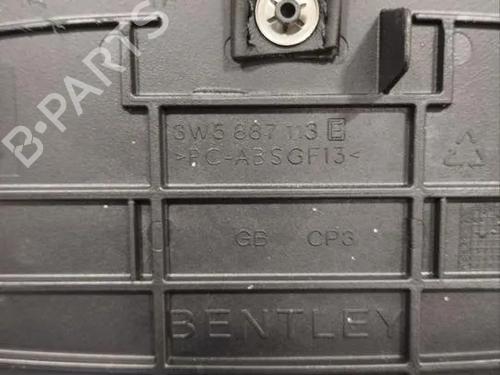 B-PARTS
3W5 887 113 E
>PC-ABSGF13<
GB CP3
BENTLEY